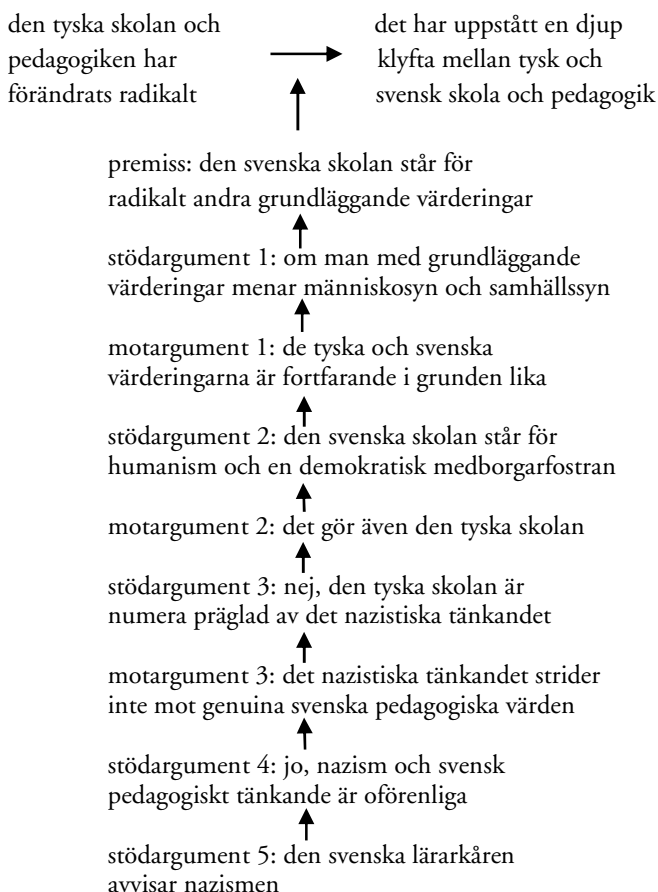 den tyska skolan och
pedagogiken har
förändrats radikalt
det har uppstått en djup
klyfta mellan tysk och
svensk skola och pedagogik
premiss: den svenska skolan står för
radikalt andra grundläggande värderingar
stödargument 1: om man med grundläggande
värderingar menar människosyn och samhällssyn
motargument 1: de tyska och svenska
värderingarna är fortfarande i grunden lika
stödargument 2: den svenska skolan står för
humanism och en demokratisk medborgarfostran
motargument 2: det gör även den tyska skolan
stödargument 3: nej, den tyska skolan är
numera präglad av det nazistiska tänkandet
motargument 3: det nazistiska tänkandet strider
inte mot genuina svenska pedagogiska värden
stödargument 4: jo, nazism och svensk
pedagogiskt tänkande är oförenliga
stödargument 5: den svenska lärarkåren
avvisar nazismen